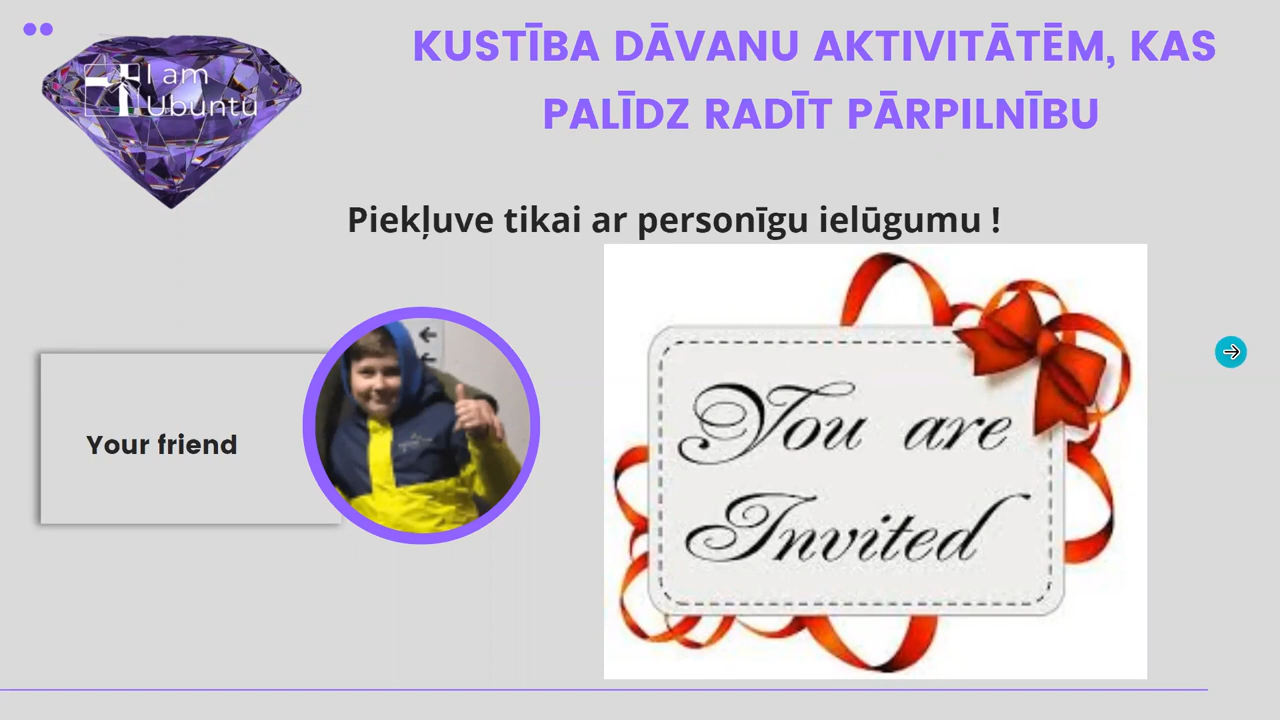 I am
Ubuntu
KUSTĪBA DĀVANU AKTIVITĀTĒM, KAS
PALĪDZ RADĪT PĀRPILNĪBU
Piekļuve tikai ar personīgu ielūgumu !
Your friend
You are
Invited